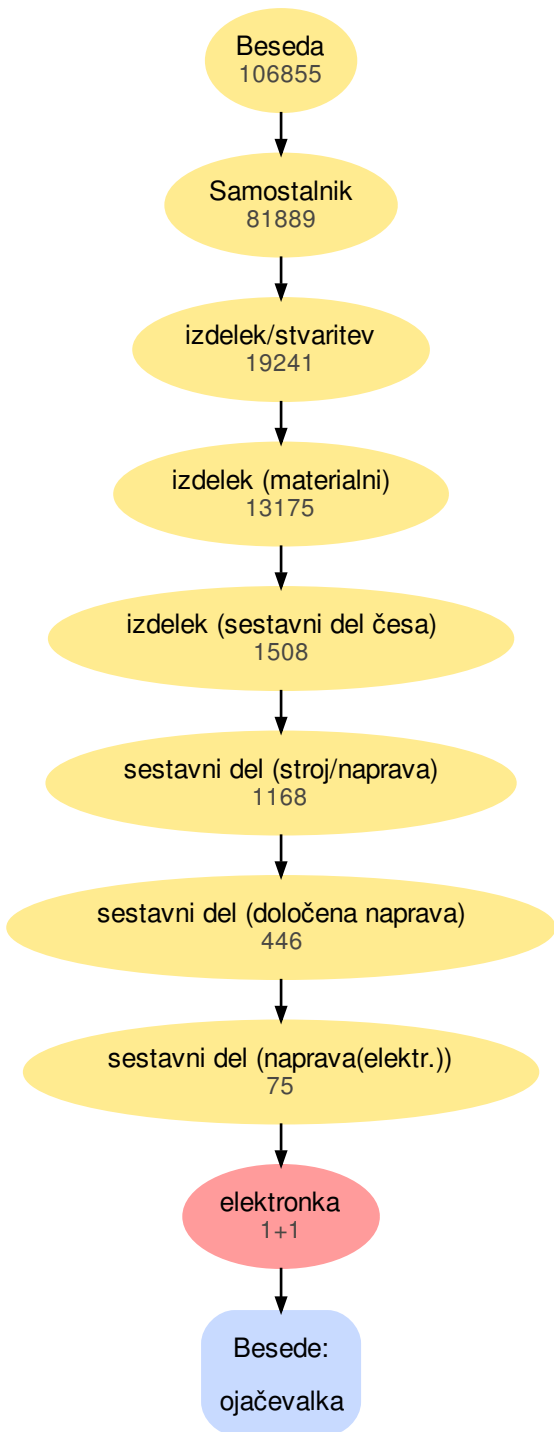 Beseda
106855
Samostalnik
81889
izdelek/stvaritev
19241
izdelek (materialni)
13175
izdelek (sestavni del česa)
1508
sestavni del (stroj/naprava)
1168
sestavni del (določena naprava)
446
sestavni del (naprava(elektr.))
75
elektronka
1+1
Besede:
ojačevalka